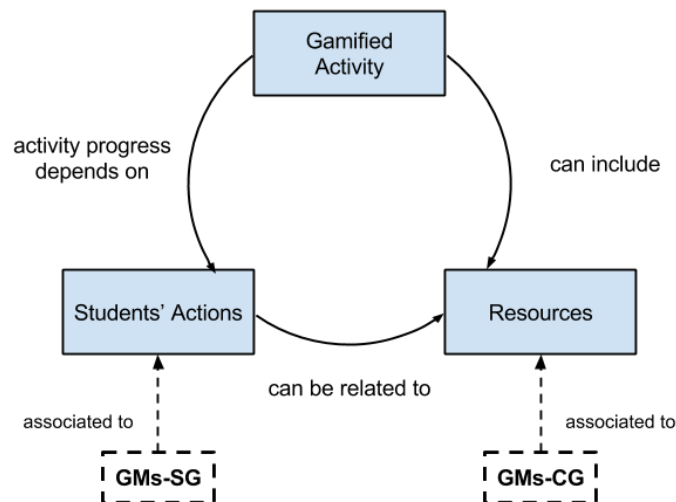 Gamified
Activity
activity progress
depends on
can include
Students' Actions
Resources
can be related to
associated to
associated to
GMs-SG
GMs-CG